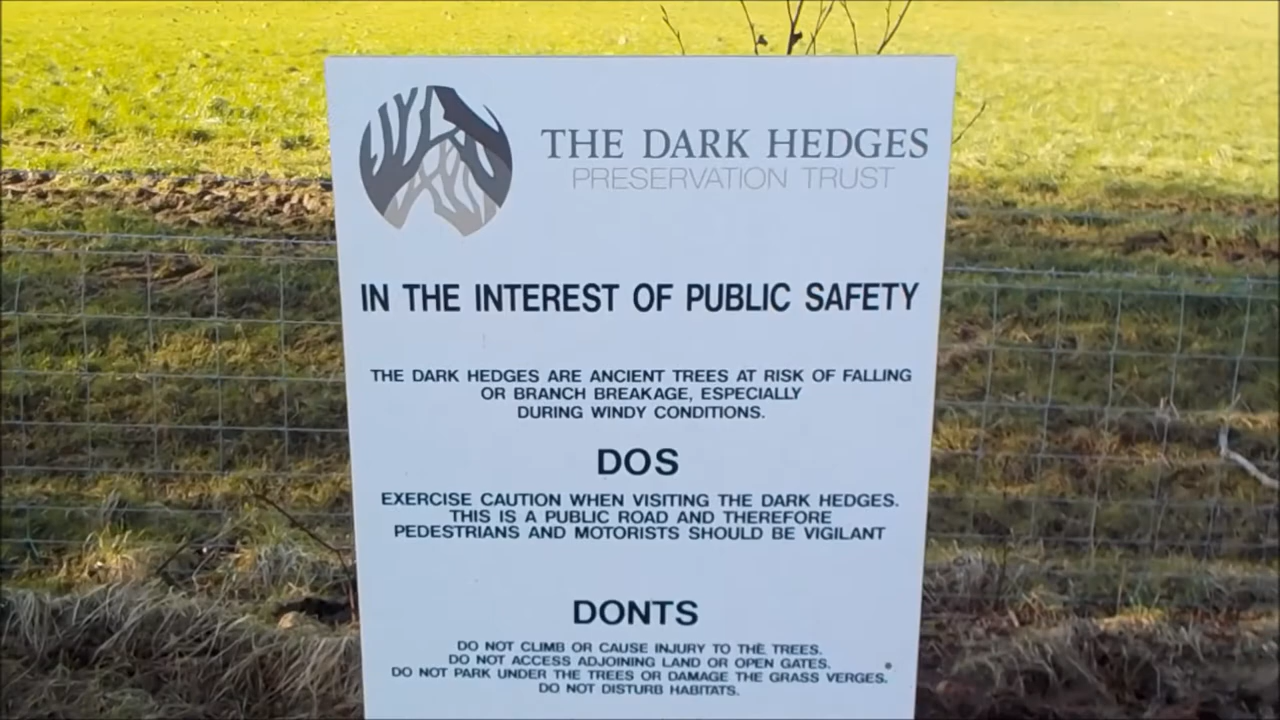 THE DARK HEDGES
PRESERVATION TRUST
IN THE INTEREST OF PUBLIC SAFETY
THE DARK HEDGES ARE ANCIENT TREES AT RISK OF FALLING
OR BRANCH BREAKAGE, ESPECIALLY
DURING WINDY CONDITIONS.
DOS
EXERCISE CAUTION WHEN VISITING THE DARK HEDGES.
THIS IS A PUBLIC ROAD AND THEREFORE
PEDESTRIANS AND MOTORISTS SHOULD BE VIGILANT
DONTS
DO NOT CLIMB OR CAUSE INJURY TO THE TREES.
DO NOT ACCESS ADJOINING LAND OR OPEN GATES.
DO NOT PARK UNDER THE TREES OR DAMAGE THE GRASS VERGES.
DO NOT DISTURB HABITATS.